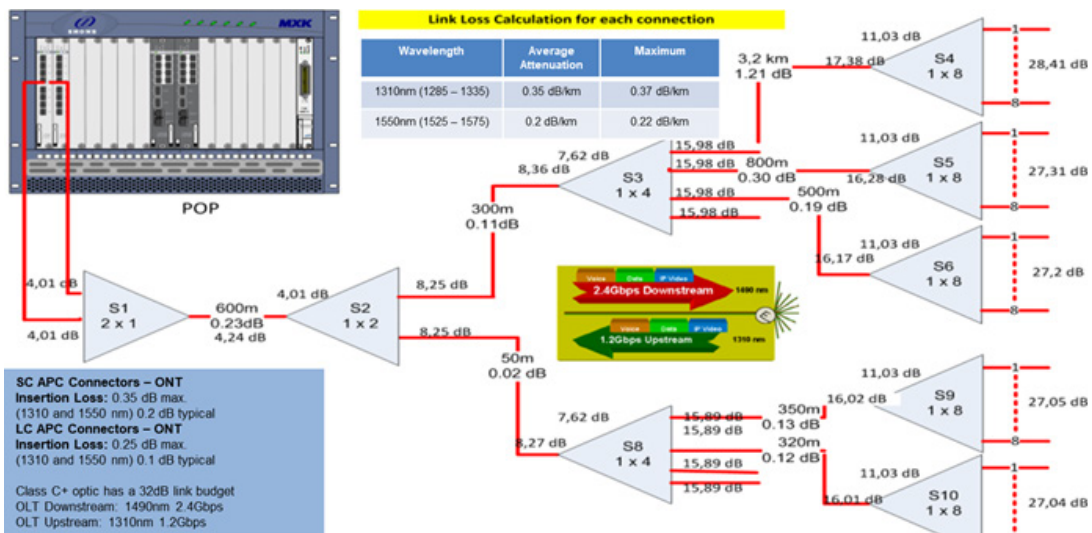 Link Loss Calculation for each connection
MXK
POP
Wavelength Average Attenuation Maximum
1310nm (1285 – 1335) 0.35 dB/km 0.37 dB/km
1550nm (1525 – 1575) 0.2 dB/km 0.22 dB/km
4,01 dB
4,01 dB
S1
2 x 1
600m
0.23dB
4,24 dB
4,01 dB
S2
1 x 2
8,25 dB
8,25 dB
300m
0.11dB
8,36 dB
7,62 dB
S3
1 x 4
15,98 dB
15,98 dB
15,98 dB
15,98 dB
3,2 km
1.21 dB
17,38 dB
11,03 dB
S4
1 x 8
1
8
28,41 dB
800m
0.30 dB
16,28 dB
11,03 dB
S5
1 x 8
1
8
27,31 dB
500m
0.19 dB
16,17 dB
11,03 dB
S6
1 x 8
1
8
27,2 dB
Voice Data IP Video
2.4Gbps Downstream
1490 nm
Voice Data IP Video
1.2Gbps Upstream
1310 nm
50m
0.02 dB
8,27 dB
7,62 dB
S8
1 x 4
15,89 dB
15,89 dB
15,89 dB
15,89 dB
350m
0.13 dB
16,02 dB
11,03 dB
S9
1 x 8
1
8
27,05 dB
320m
0.12 dB
16,01 dB
11,03 dB
S10
1 x 8
1
27,04 dB
SC APC Connectors – ONT
Insertion Loss: 0.35 dB max.
(1310 and 1550 nm) 0.2 dB typical
LC APC Connectors – ONT
Insertion Loss: 0.25 dB max.
(1310 and 1550 nm) 0.1 dB typical
Class C+ optic has a 32dB link budget
OLT Downstream: 1490nm 2.4Gbps
OLT Upstream: 1310nm 1.2Gbps